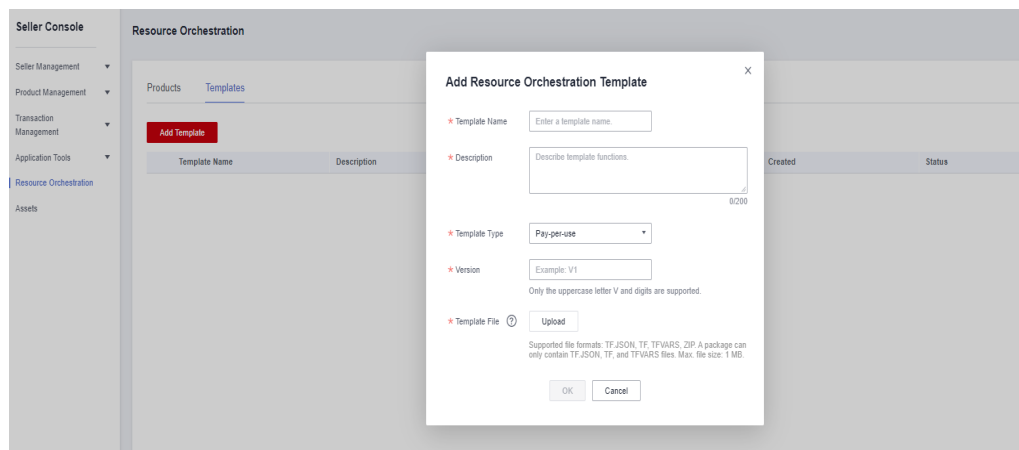 Seller Console
Resource Orchestration
Seller Management
Product Management
Transaction
Management
Application Tools
Resource Orchestration
Assets
Products Templates
Add Template
Template Name Description Created Status
Add Resource Orchestration Template
X
* Template Name Enter a template name.
* Description Describe template functions.
0/200
* Template Type Pay-per-use
* Version Example: V1
Only the uppercase letter V and digits are supported.
* Template File ? Upload
Supported file formats: TF.JSON, TF, TFVARS, ZIP. A package can
only contain TF.JSON, TF, and TFVARS files. Max. file size: 1 MB.
OK Cancel